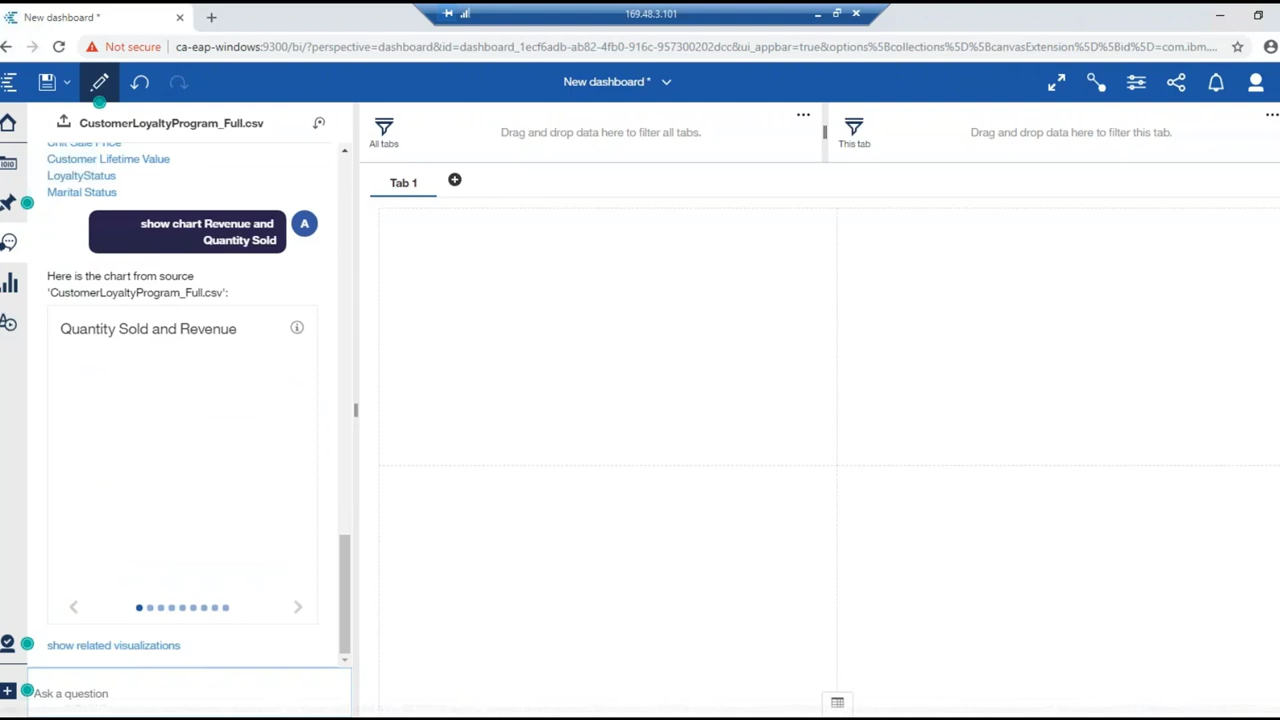 New dashboard *
169.48.3.101
Not secure
ca-eap-windows:9300/bi/?perspective=dashboard&id=dashboard_1ecf6adb-ab82-4fb0-916c-957300202dcc&ui_appbar=true&options%5Bcollections%5D%5BcanvasExtension%5D%5Bid%5D=com.ibm....
New dashboard *
CustomerLoyaltyProgram_Full.csv
Unit Sale Price
Customer Lifetime Value
LoyaltyStatus
Marital Status
show chart Revenue and
Quantity Sold
A
Here is the chart from source
'CustomerLoyaltyProgram_Full.csv':
Quantity Sold and Revenue
show related visualizations
Ask a question
All tabs
Drag and drop data here to filter all tabs.
This tab
Drag and drop data here to filter this tab.
Tab 1